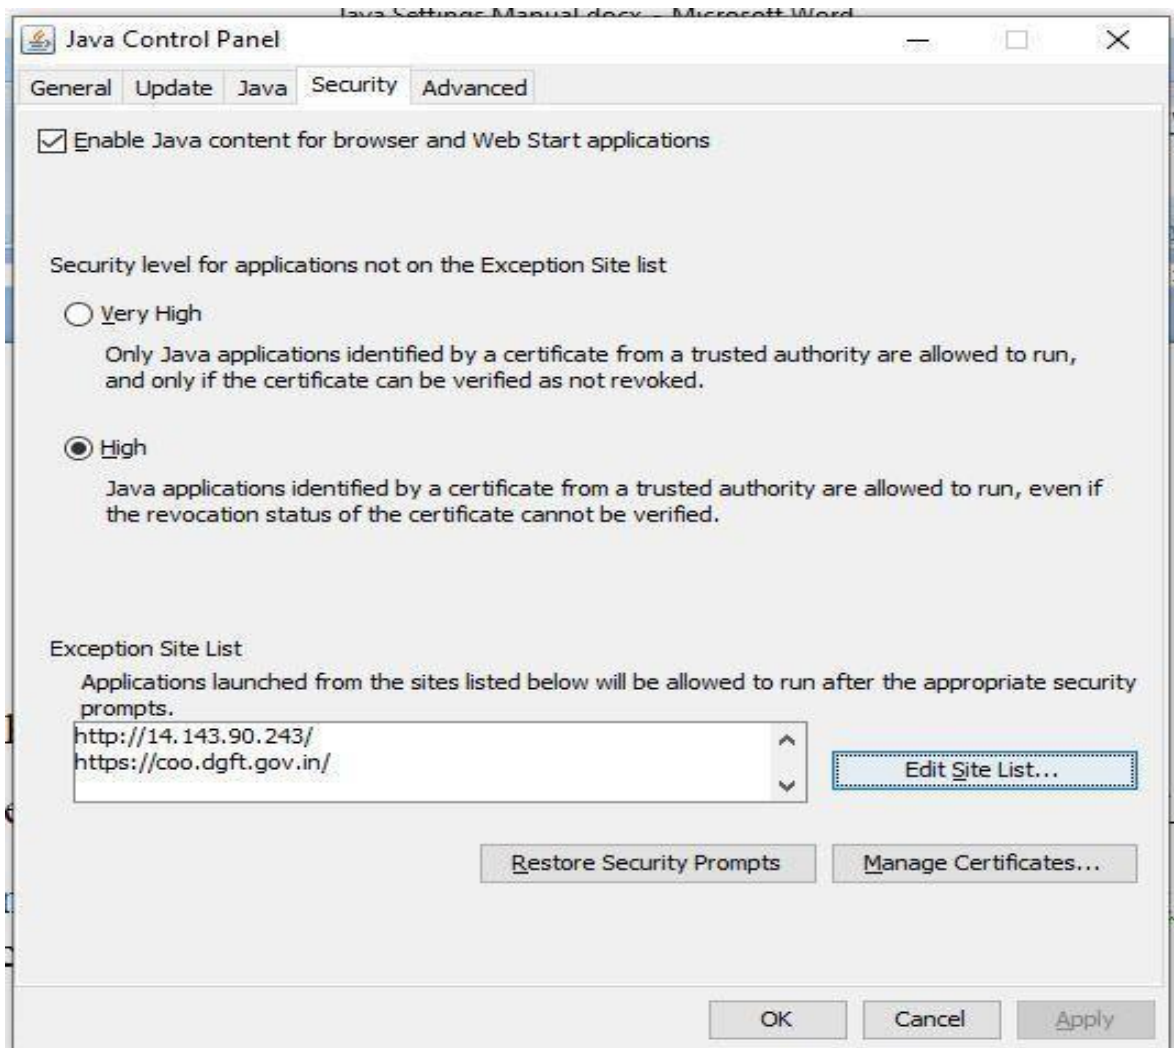 Java Settings Manual.docx - Microsoft Word
Java Control Panel
General Update Java Security Advanced
Enable Java content for browser and Web Start applications
Security level for applications not on the Exception Site list
Very High
Only Java applications identified by a certificate from a trusted authority are allowed to run,
and only if the certificate can be verified as not revoked.
High
Java applications identified by a certificate from a trusted authority are allowed to run, even if
the revocation status of the certificate cannot be verified.
Exception Site List
Applications launched from the sites listed below will be allowed to run after the appropriate security
prompts.
http://14.143.90.243/
https://coo.dgft.gov.in/
Edit Site List...
Restore Security Prompts Manage Certificates...
OK Cancel Apply